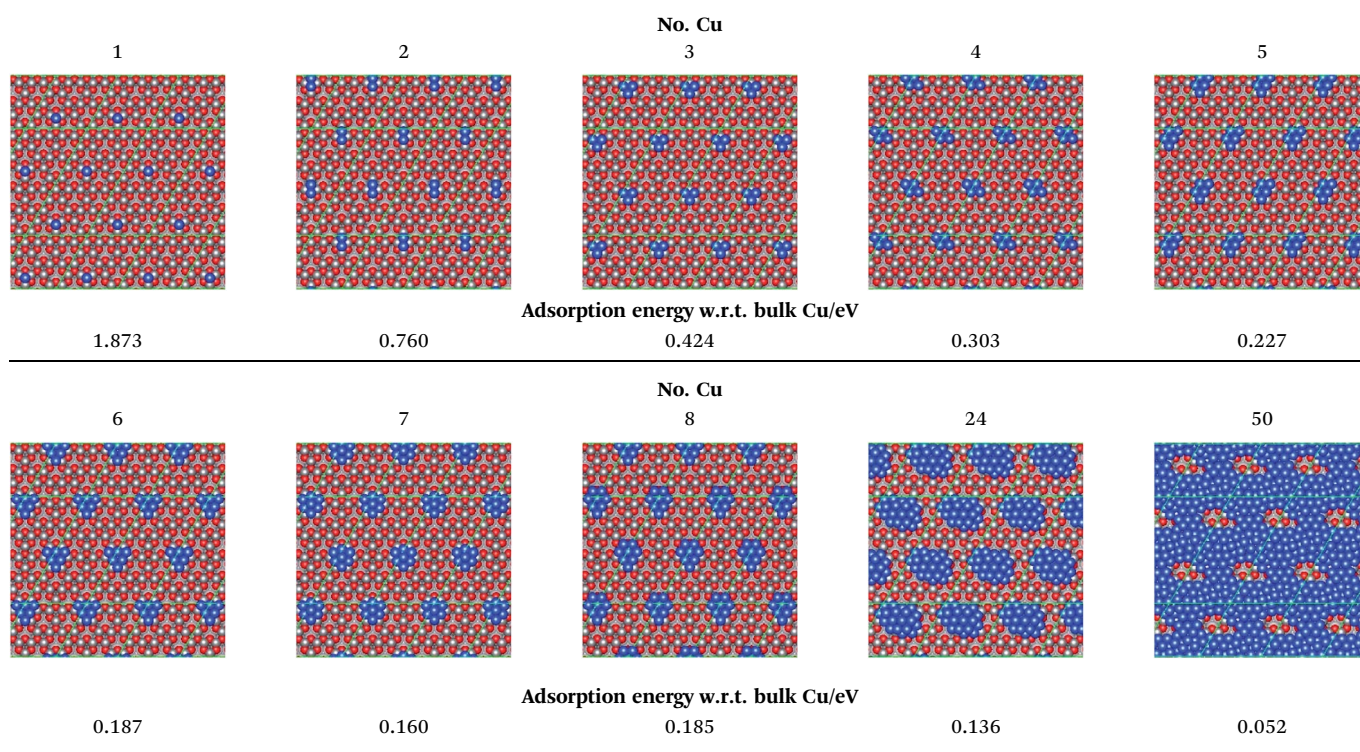 No. Cu
1 2 3 4 5
Adsorption energy w.r.t. bulk Cu/eV
1.873 0.760 0.424 0.303 0.227
No. Cu
6 7 8 24 50
Adsorption energy w.r.t. bulk Cu/eV
0.187 0.160 0.185 0.136 0.052